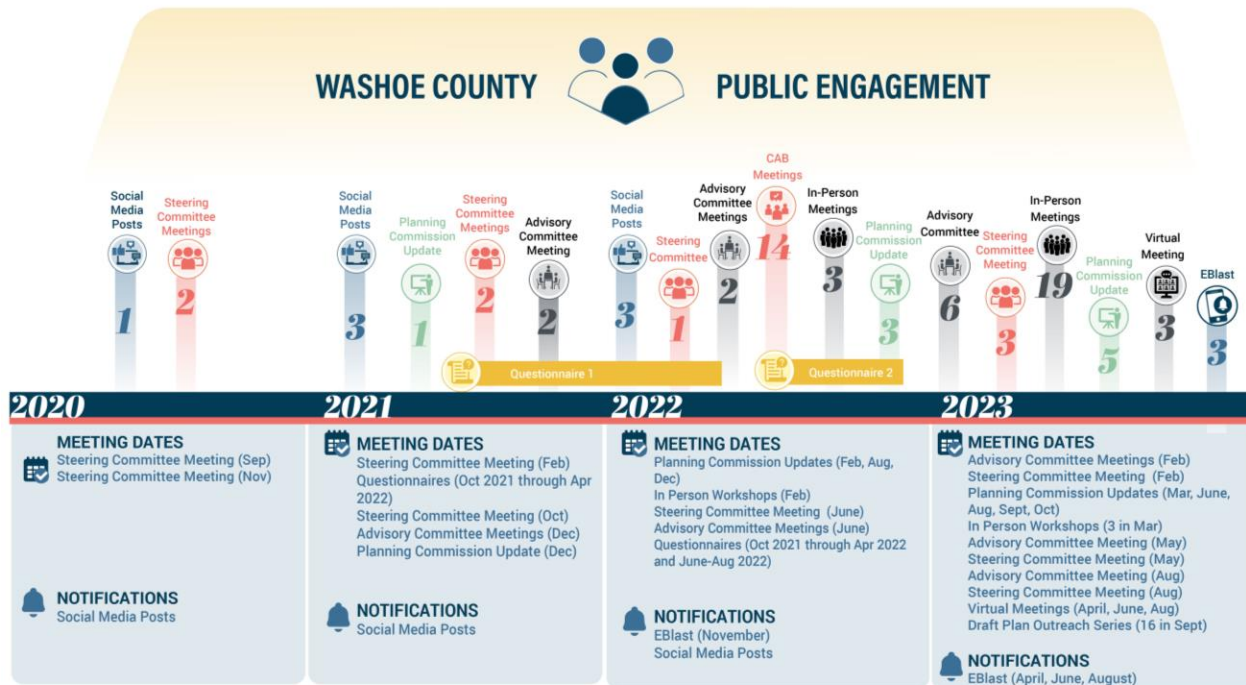 WASHOE COUNTY
PUBLIC ENGAGEMENT
Social
Media
Posts
1
Steering
Committee
Meetings
2
Social
Media
Posts
3
Planning
Commission
Update
1
Steering
Committee
Meetings
2
Advisory
Committee
Meeting
2
Social
Media
Posts
3
Steering
Committee
1
Advisory
Committee
Meetings
2
CAB
Meetings
14
In-Person
Meetings
3
Planning
Commission
Update
3
Advisory
Committee
6
Steering
Committee
Meeting
3
In-Person
Meetings
19
Planning
Commission
Update
5
Virtual
Meeting
3
EBlast
3
Questionnaire 1
Questionnaire 2
2020
MEETING DATES
Steering Committee Meeting (Sep)
Steering Committee Meeting (Nov)
NOTIFICATIONS
Social Media Posts
2021
MEETING DATES
Steering Committee Meeting (Feb)
Questionnaires (Oct 2021 through Apr
2022)
Steering Committee Meeting (Oct)
Advisory Committee Meetings (Dec)
Planning Commission Update (Dec)
NOTIFICATIONS
Social Media Posts
2022
MEETING DATES
Planning Commission Updates (Feb, Aug,
Dec)
In Person Workshops (Feb)
Steering Committee Meeting (June)
Advisory Committee Meetings (June)
Questionnaires (Oct 2021 through Apr 2022
and June-Aug 2022)
NOTIFICATIONS
EBlast (November)
Social Media Posts
2023
MEETING DATES
Advisory Committee Meetings (Feb)
Steering Committee Meeting (Feb)
Planning Commission Updates (Mar, June,
Aug, Sept, Oct)
In Person Workshops (3 in Mar)
Advisory Committee Meeting (May)
Steering Committee Meeting (May)
Advisory Committee Meeting (Aug)
Steering Committee Meeting (Aug)
Virtual Meetings (April, June, Aug)
Draft Plan Outreach Series (16 in Sept)
NOTIFICATIONS
EBlast (April, June, August)